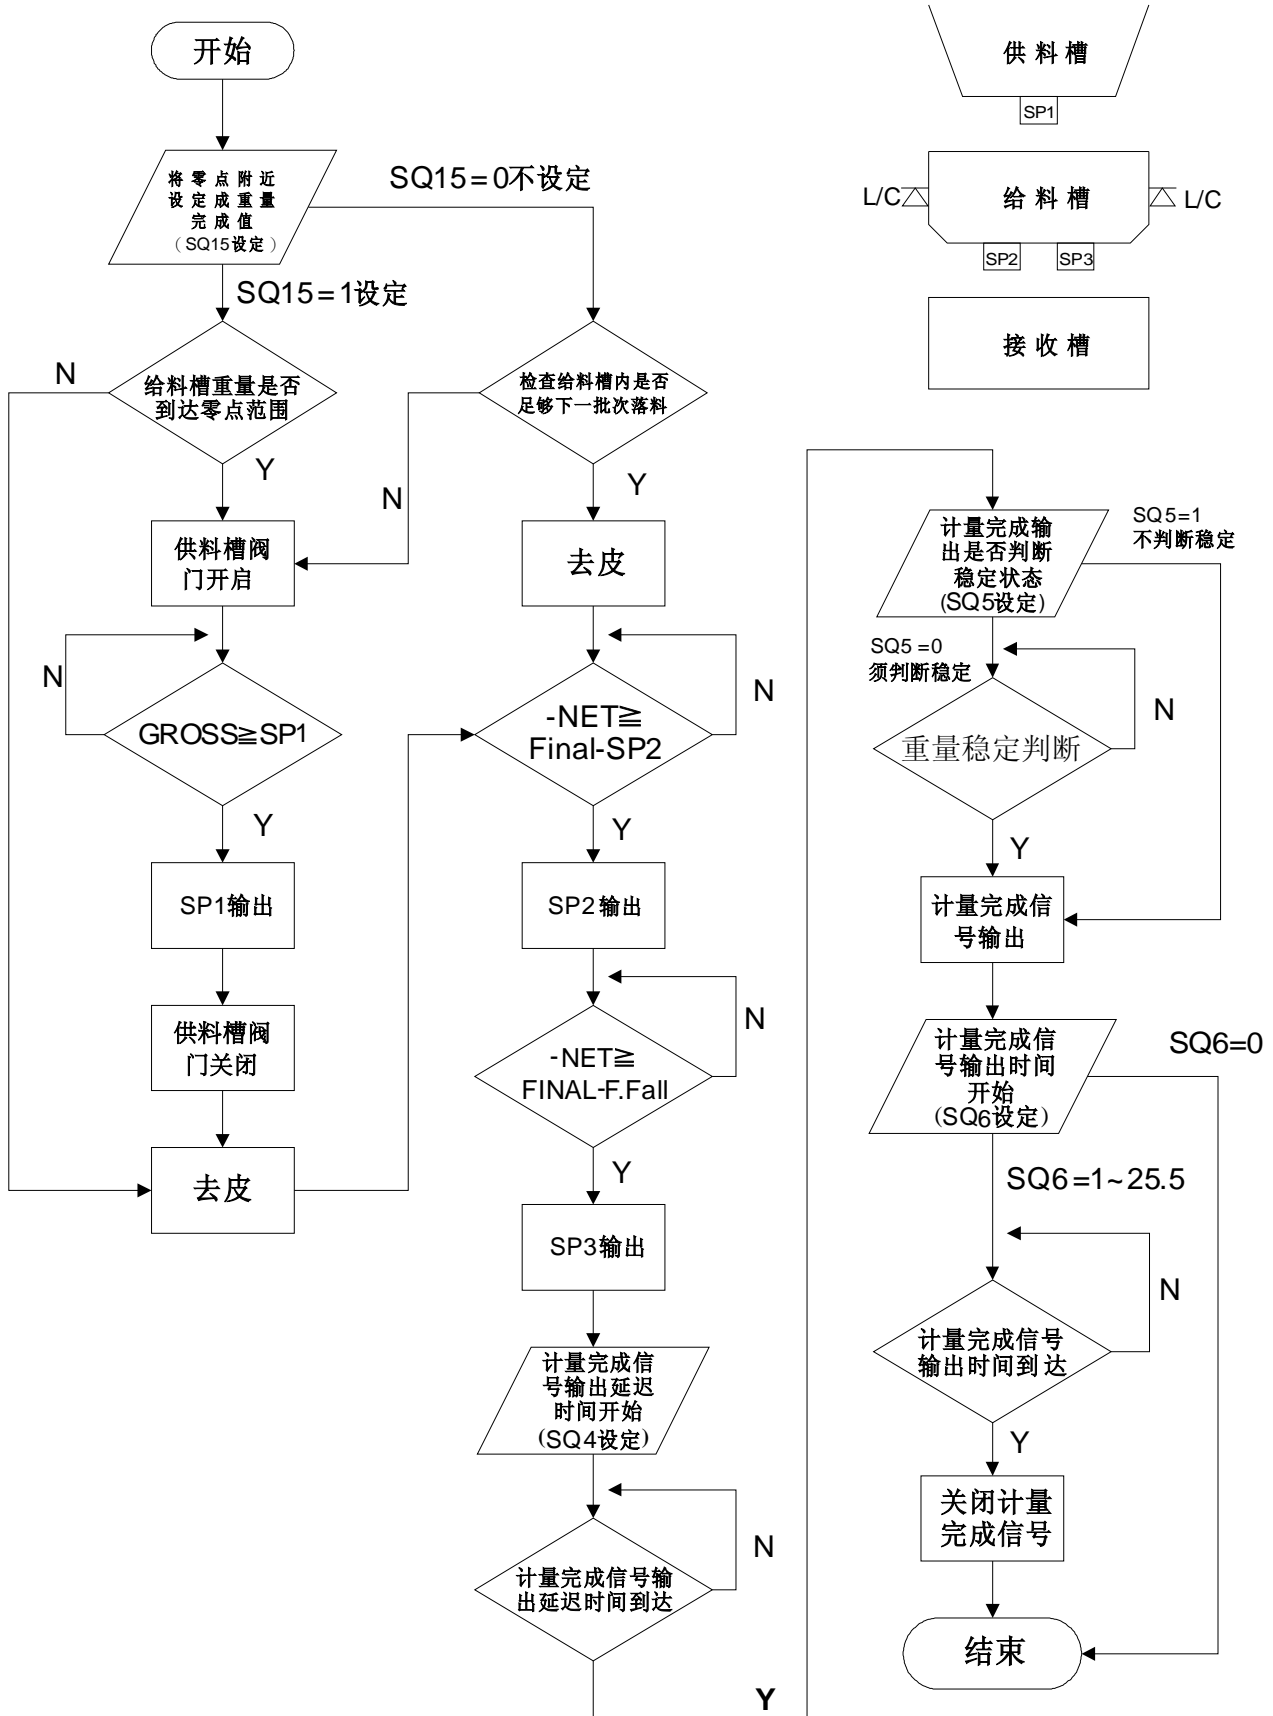 开始
将零点附近
设定成重量
完成值
（SQ15设定）
SQ15=0不设定
SQ15=1设定
N
给料槽重量是否
到达零点范围
Y
检查给料槽内是否
足够下一批次落料
N
Y
供料槽阀
门开启
去皮
N
GROSS≧SP1
Y
N
-NET≧
Final-SP2
Y
SP1输出
SP2输出
供料槽阀
门关闭
N
-NET≧
FINAL-F.Fall
Y
去皮
SP3输出
计量完成信
号输出延迟
时间开始
(SQ4设定)
N
计量完成信号输
出延迟时间到达
Y
供料槽
SP1
L/C
给料槽
L/C
SP2
SP3
接收槽
计量完成输
出是否判断
稳定状态
(SQ5设定)
SQ5=1
不判断稳定
SQ5=0
须判断稳定
N
重量稳定判断
Y
计量完成信
号输出
计量完成信
号输出时间
开始
(SQ6设定)
SQ6=0
SQ6=1~25.5
N
计量完成信号
输出时间到达
Y
关闭计量
完成信号
结束